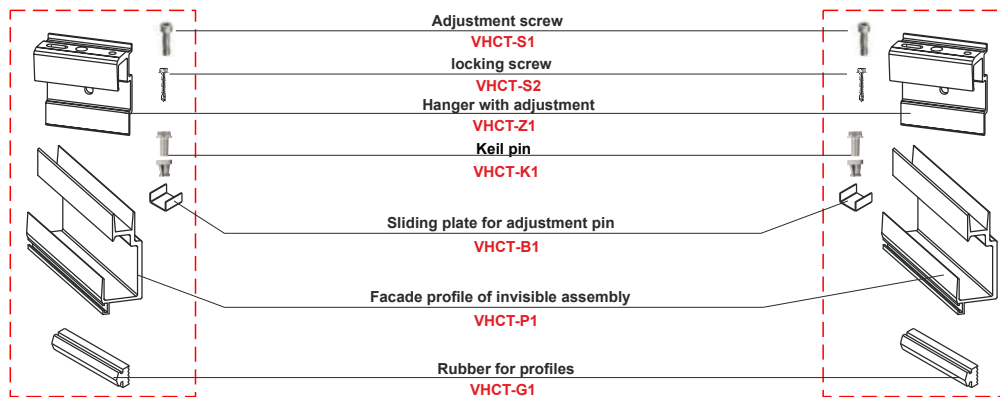 Adjustment screw
VHCT-S1
locking screw
VHCT-S2
Hanger with adjustment
VHCT-Z1
Keil pin
VHCT-K1
Sliding plate for adjustment pin
VHCT-B1
Facade profile of invisible assembly
VHCT-P1
Rubber for profiles
VHCT-G1